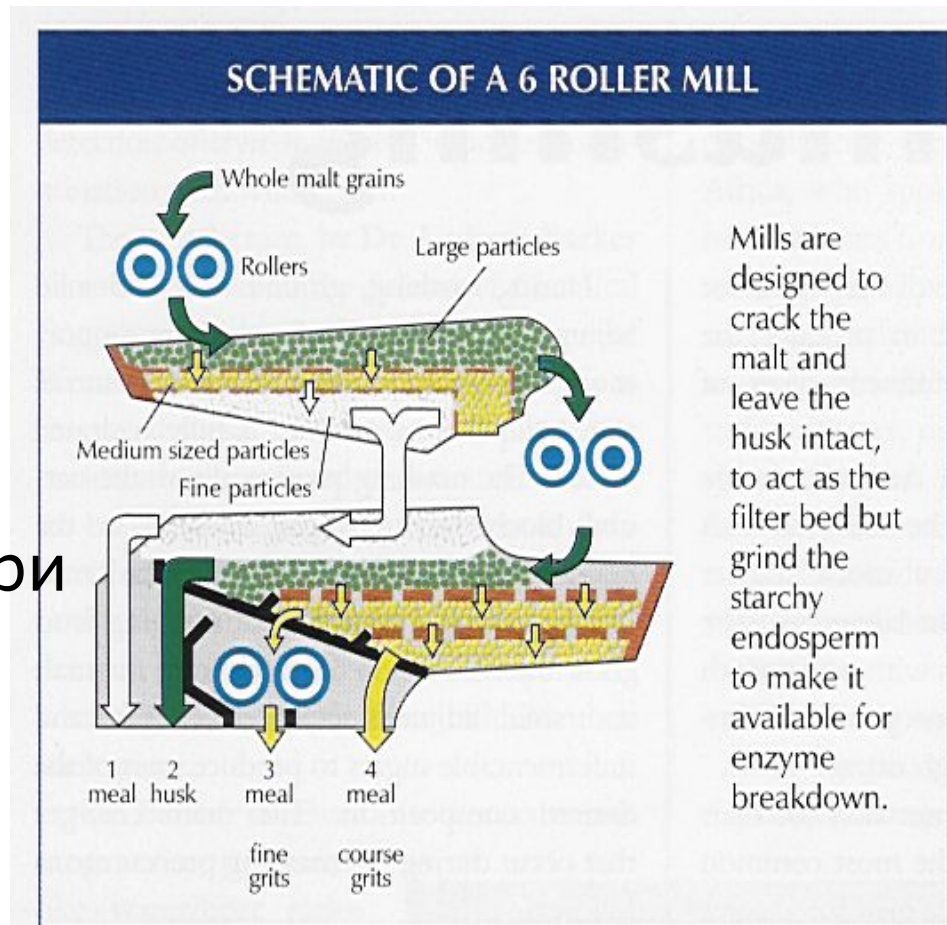 SCHEMATIC OF A 6 ROLLER MILL
Whole malt grains
Rollers
Large particles
Medium sized particles
Fine particles
ри
1
meal
2
husk
3
meal
4
meal
fine
grits
course
grits
Mills are
designed to
crack the
malt and
leave the
husk intact,
to act as the
filter bed but
grind the
starchy
endosperm
to make it
available for
enzyme
breakdown.